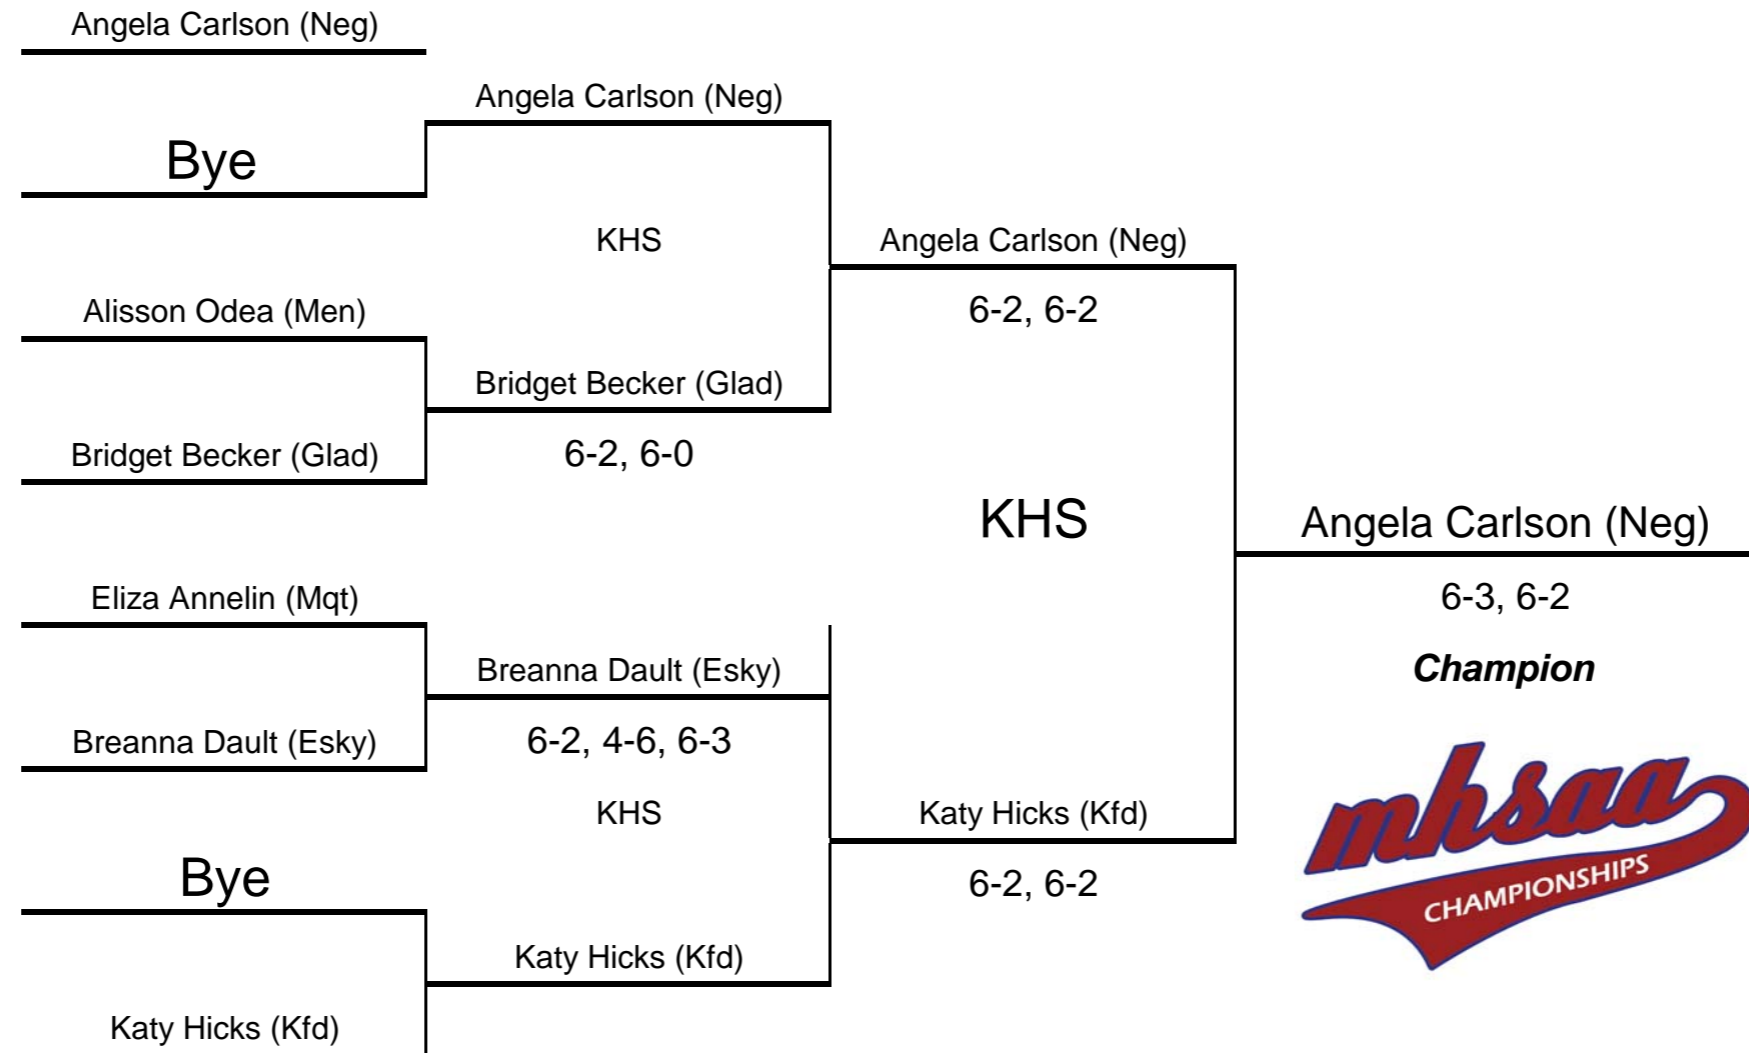 Angela Carlson (Neg)
Angela Carlson (Neg)
Bye
KHS
Angela Carlson (Neg)
Alisson Odea (Men)
6-2, 6-2
Bridget Becker (Glad)
Bridget Becker (Glad)
6-2, 6-0
KHS
Angela Carlson (Neg)
Eliza Annelin (Mqt)
6-3, 6-2
Breanna Dault (Esky)
Champion
Breanna Dault (Esky)
6-2, 4-6, 6-3
KHS
Katy Hicks (Kfd)
mhsaa
CHAMPIONSHIPS
Bye
6-2, 6-2
Katy Hicks (Kfd)
Katy Hicks (Kfd)